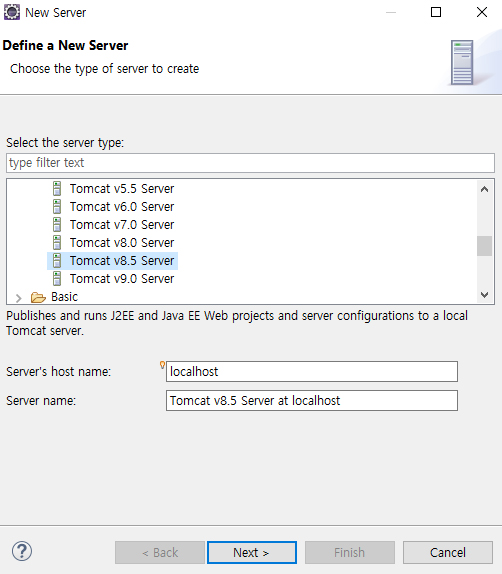 New Server
Define a New Server
Choose the type of server to create
Select the server type:
type filter text
Tomcat v5.5 Server
Tomcat v6.0 Server
Tomcat v7.0 Server
Tomcat v8.0 Server
Tomcat v8.5 Server
Tomcat v9.0 Server
Basic
Publishes and runs J2EE and Java EE Web projects and server configurations to a local
Tomcat server.
Server's host name: localhost
Server name: Tomcat v8.5 Server at localhost
? < Back Next > Finish Cancel